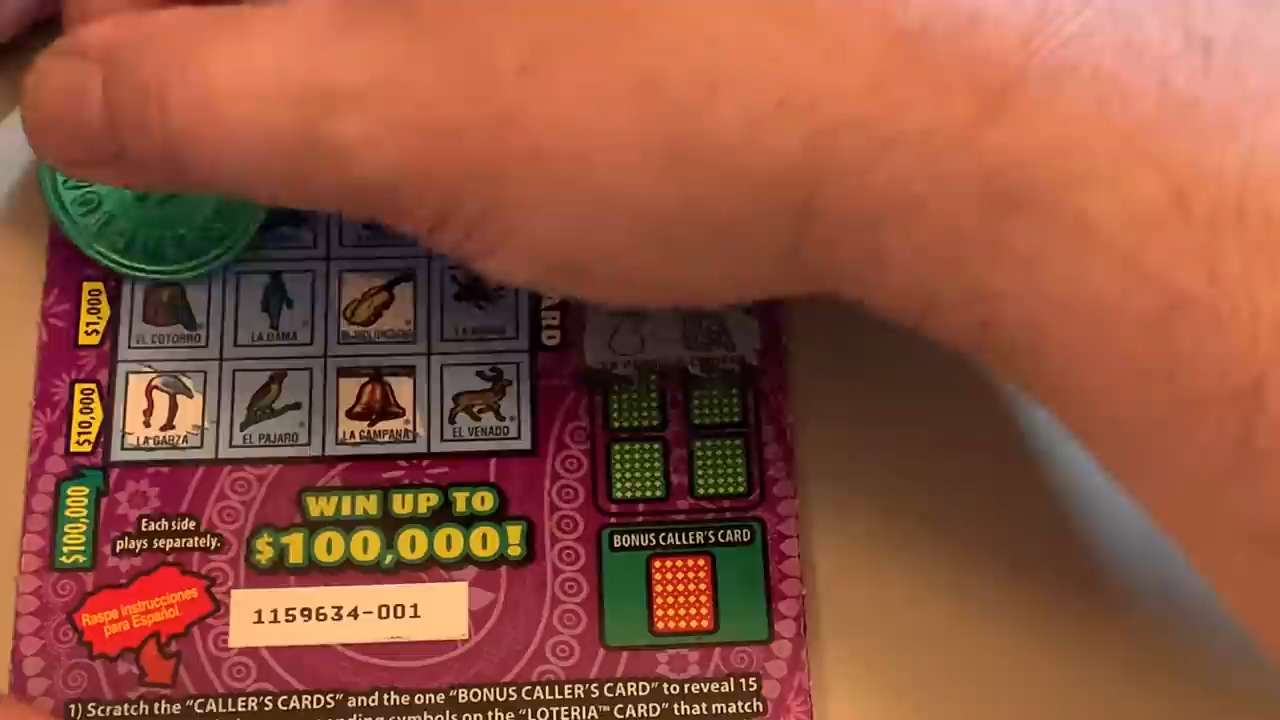 $1,000
EL COTORRO
LA DAMA
LA GARZA
EL PAJARO
LA CAMPANA
EL VENADO
$10,000
$100,000
Each side
plays separately.
WIN UP TO
$100,000!
Raspe instrucciones
para Español
1159634-001
BONUS CALLER'S CARD
1) Scratch the "CALLER'S CARDS" and the one "BONUS CALLER'S CARD" to reveal 15
symbols on the "LOTERIA™ CARD" that match